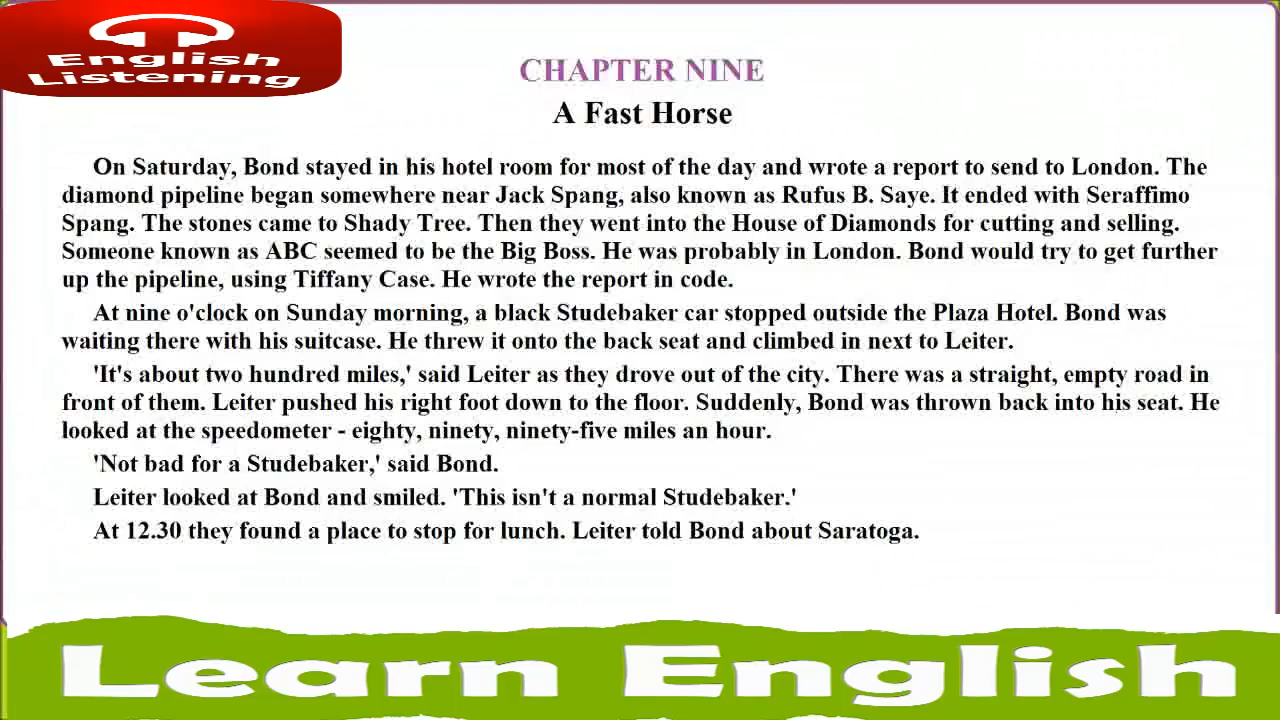 English
Listening
CHAPTER NINE
A Fast Horse
On Saturday, Bond stayed in his hotel room for most of the day and wrote a report to send to London. The
diamond pipeline began somewhere near Jack Spang, also known as Rufus B. Saye. It ended with Seraffimo
Spang. The stones came to Shady Tree. Then they went into the House of Diamonds for cutting and selling.
Someone known as ABC seemed to be the Big Boss. He was probably in London. Bond would try to get further
up the pipeline, using Tiffany Case. He wrote the report in code.
At nine o'clock on Sunday morning, a black Studebaker car stopped outside the Plaza Hotel. Bond was
waiting there with his suitcase. He threw it onto the back seat and climbed in next to Leiter.
'It's about two hundred miles,' said Leiter as they drove out of the city. There was a straight, empty road in
front of them. Leiter pushed his right foot down to the floor. Suddenly, Bond was thrown back into his seat. He
looked at the speedometer - eighty, ninety, ninety-five miles an hour.
'Not bad for a Studebaker,' said Bond.
Leiter looked at Bond and smiled. 'This isn't a normal Studebaker.'
At 12.30 they found a place to stop for lunch. Leiter told Bond about Saratoga.
Learn English